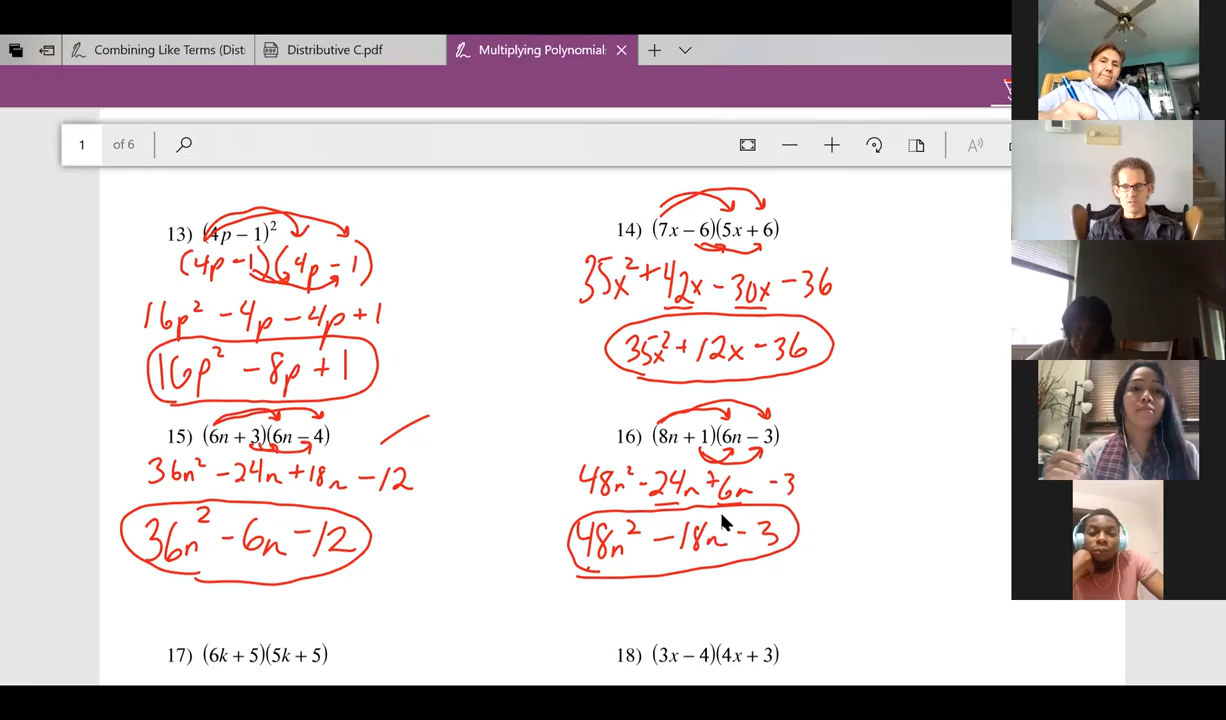 Combining Like Terms (Dist
Distributive C.pdf
Multiplying Polynomial:
1 of 6
13) (4p − 1)²
(4p − 1)(4p − 1)
16p² − 4p − 4p + 1
16p² − 8p + 1
14) (7x − 6)(5x + 6)
35x² + 42x − 30x − 36
35x² + 12x − 36
15) (6n + 3)(6n − 4)
36n² − 24n + 18n − 12
36n² − 6n − 12
16) (8n + 1)(6n − 3)
48n² − 24n + 6n − 3
48n² − 18n − 3
17) (6k + 5)(5k + 5)
18) (3x − 4)(4x + 3)